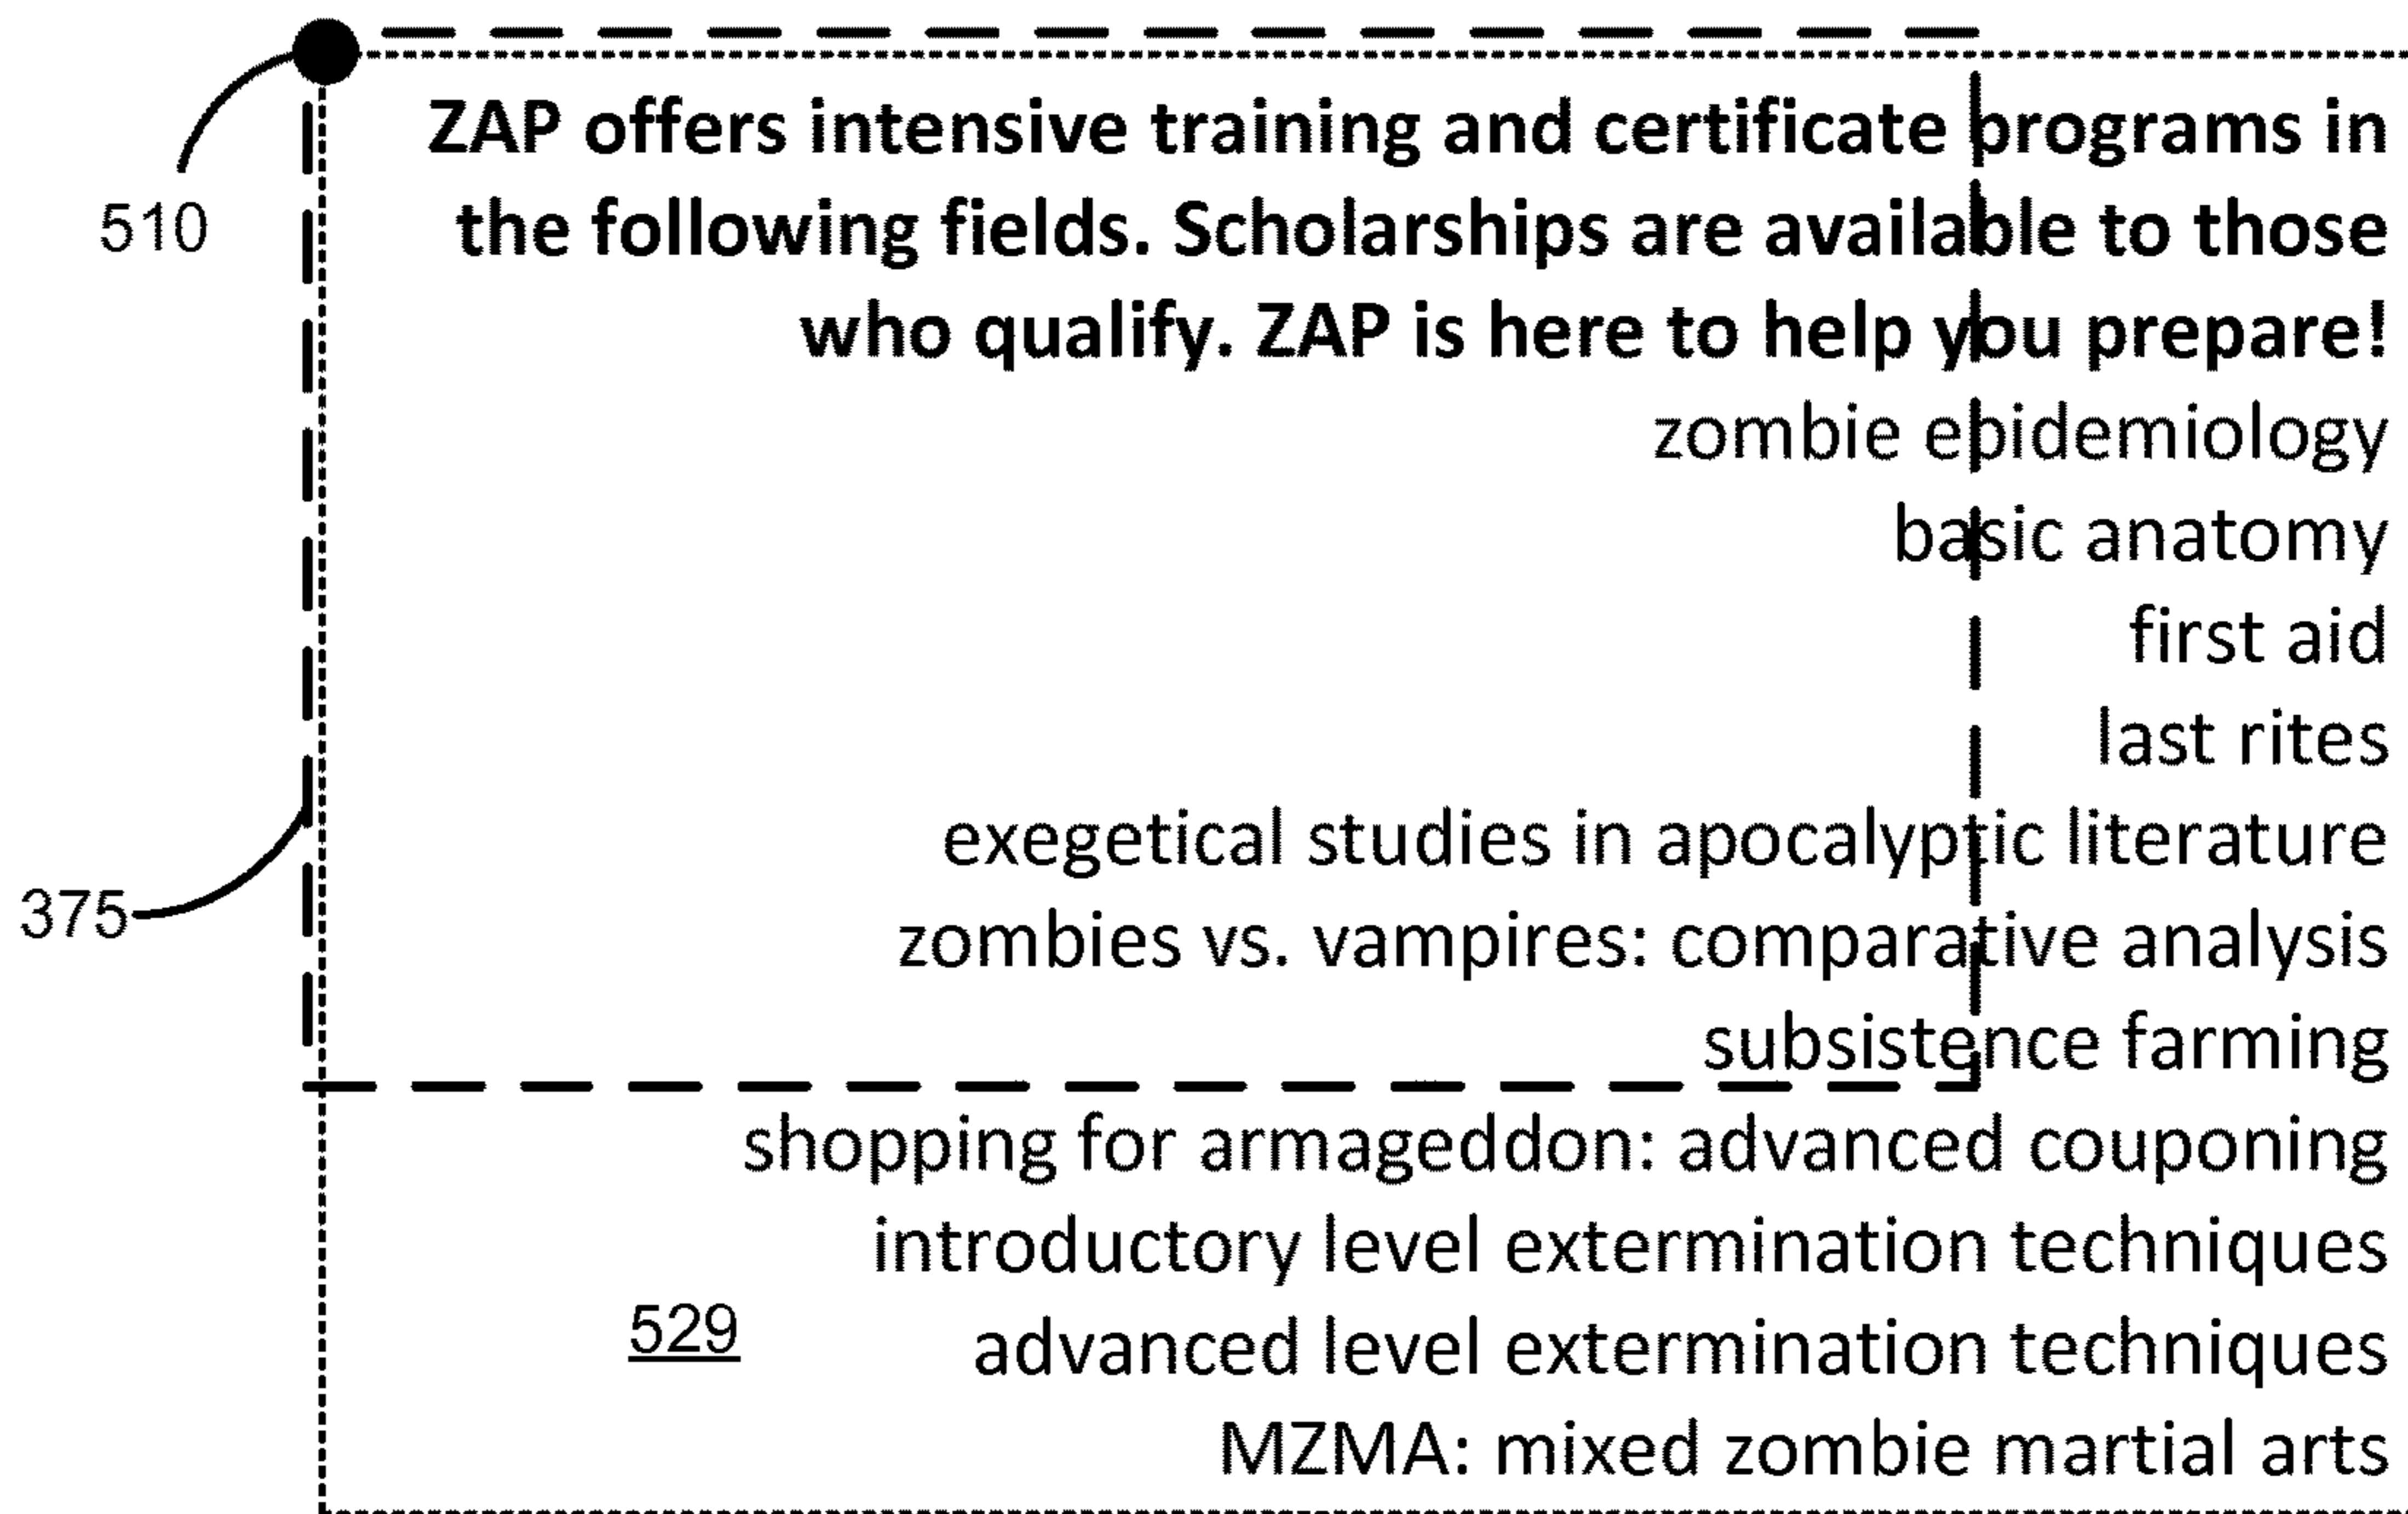 ZAP offers intensive training and certificate programs in
510
the following fields. Scholarships are available to those
who qualify. ZAP is here to help you prepare!
zombie epidemiology
basic anatomy
first aid
last rites
exegetical studies in apocalyptic literature
375
zombies vs. vampires: comparative analysis
subsistence farming
shopping for armageddon: advanced couponing
introductory level extermination techniques
529
advanced level extermination techniques
MZMA: mixed zombie martial arts